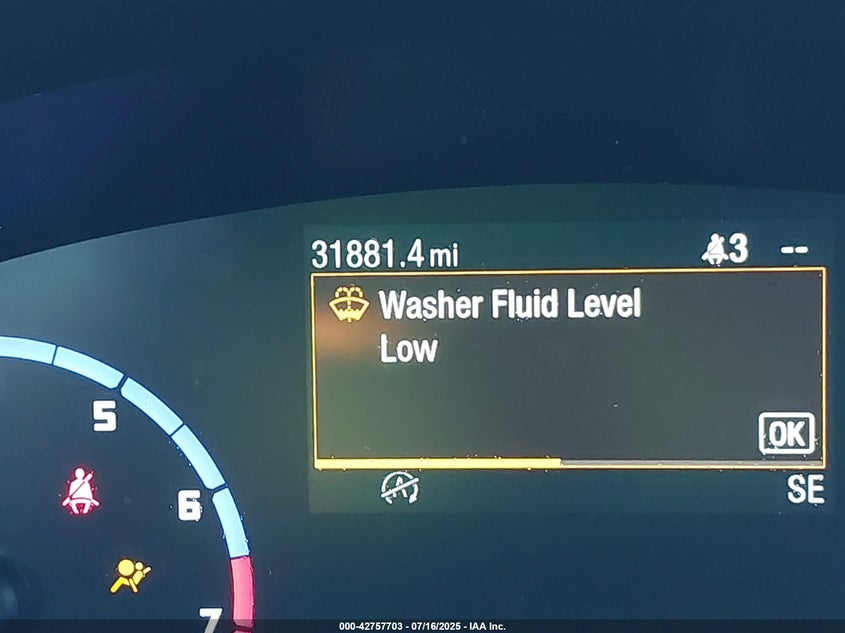 31881.4 mi
3 --
Washer Fluid Level
Low
OK
A
SE
5
6
7
000-42757703 - 07/16/2025 - IAA Inc.